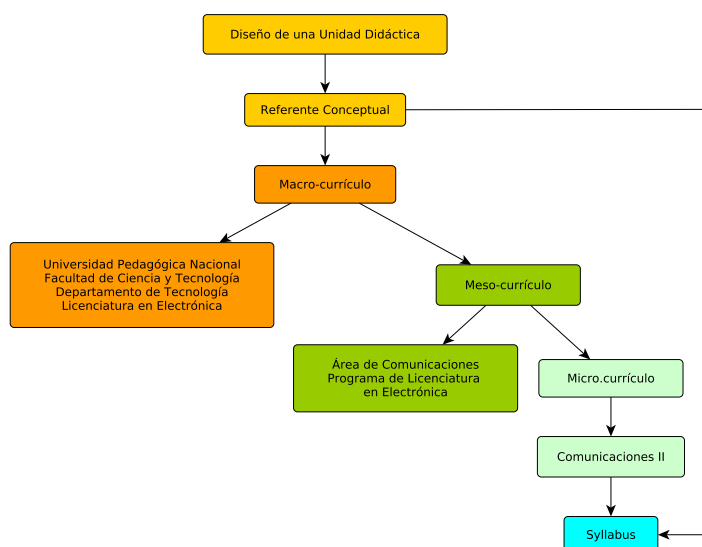 Diseño de una Unidad Didáctica
Referente Conceptual
Macro-currículo
Universidad Pedagógica Nacional
Facultad de Ciencia y Tecnología
Departamento de Tecnología
Licenciatura en Electrónica
Meso-currículo
Área de Comunicaciones
Programa de Licenciatura
en Electrónica
Micro.currículo
Comunicaciones II
Syllabus